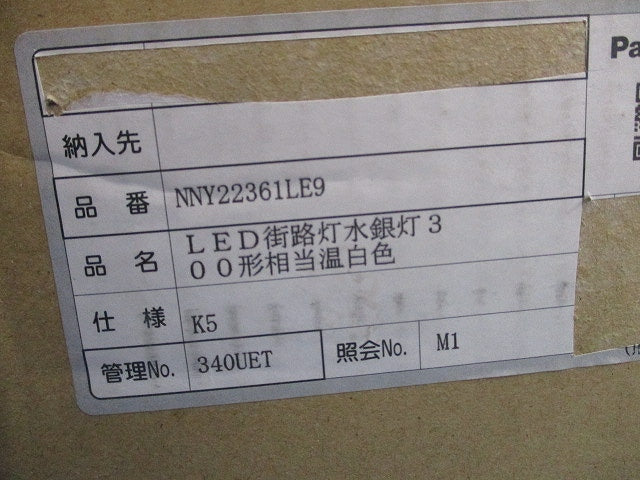 Pa
納入先
品番 NNY22361LE9
品名 LED街路灯水銀灯3
00形相当温白色
仕様 K5
管理No. 340UET 照会No. M1